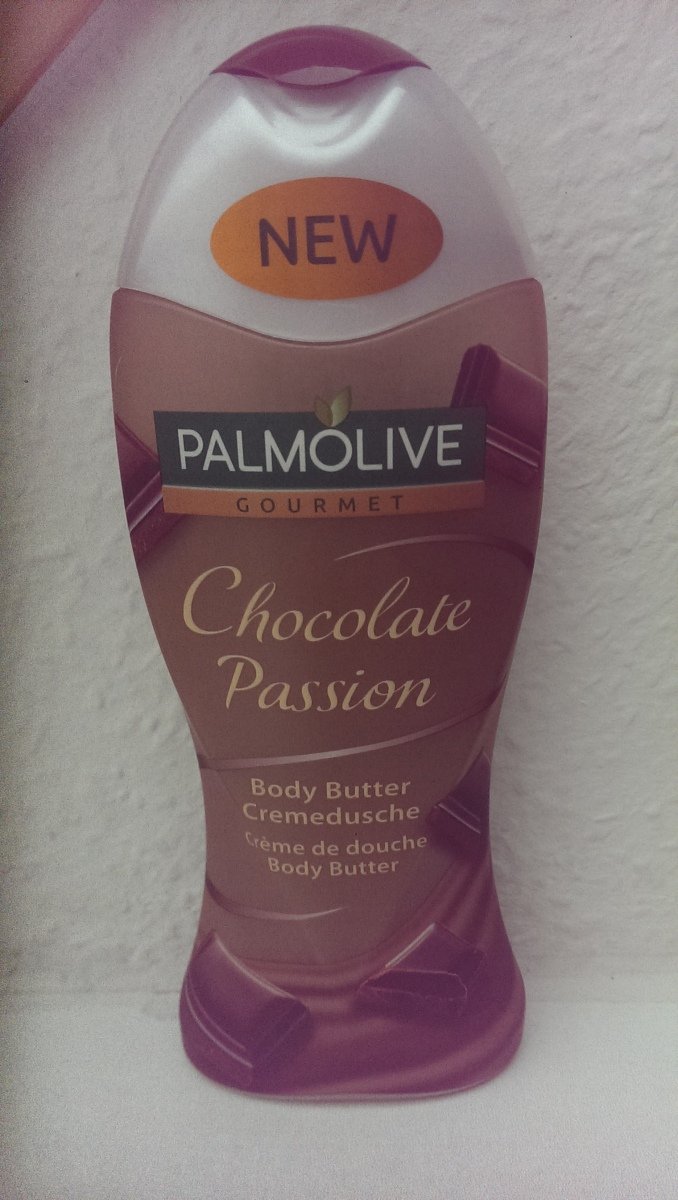 NEW
PALMOLIVE
GOURMET
Chocolate
Passion
Body Butter
Cremedusche
Crème de douche
Body Butter